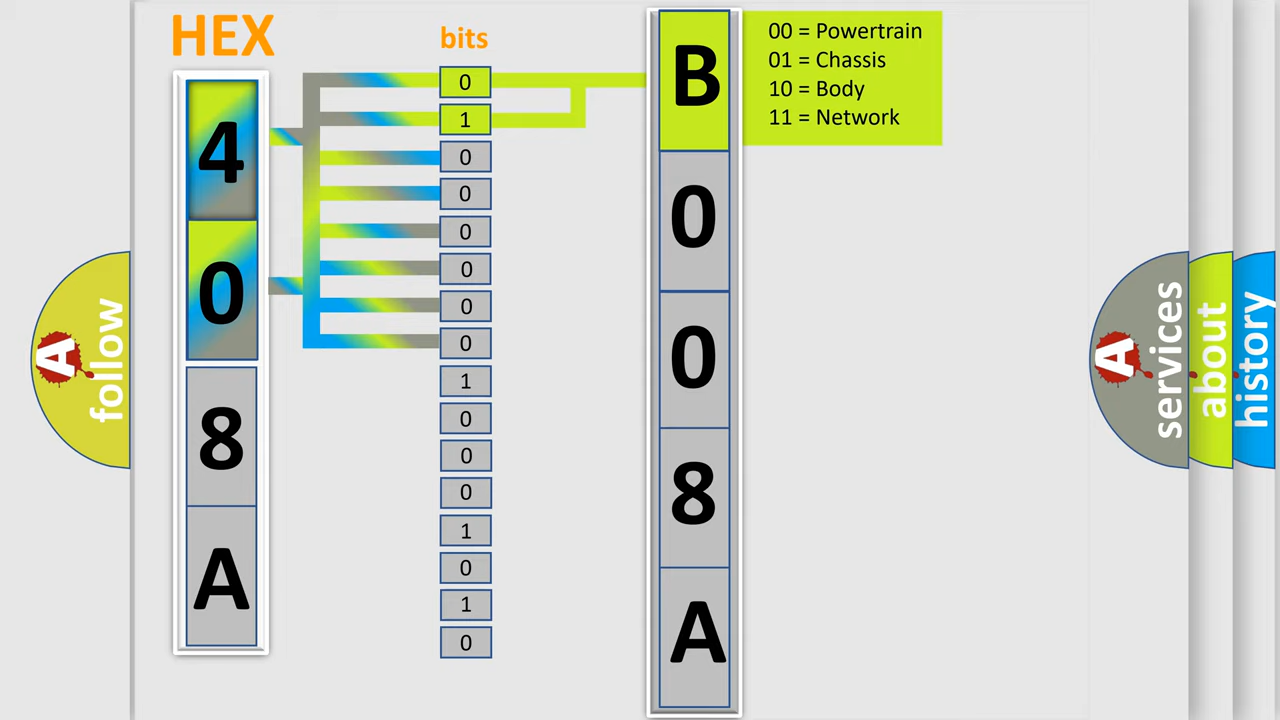 HEX
bits
4
0
8
A
0
1
0
0
0
0
0
0
1
0
0
0
1
0
1
0
B
0
0
8
A
00 = Powertrain
01 = Chassis
10 = Body
11 = Network
A
follow
A
services
about
history